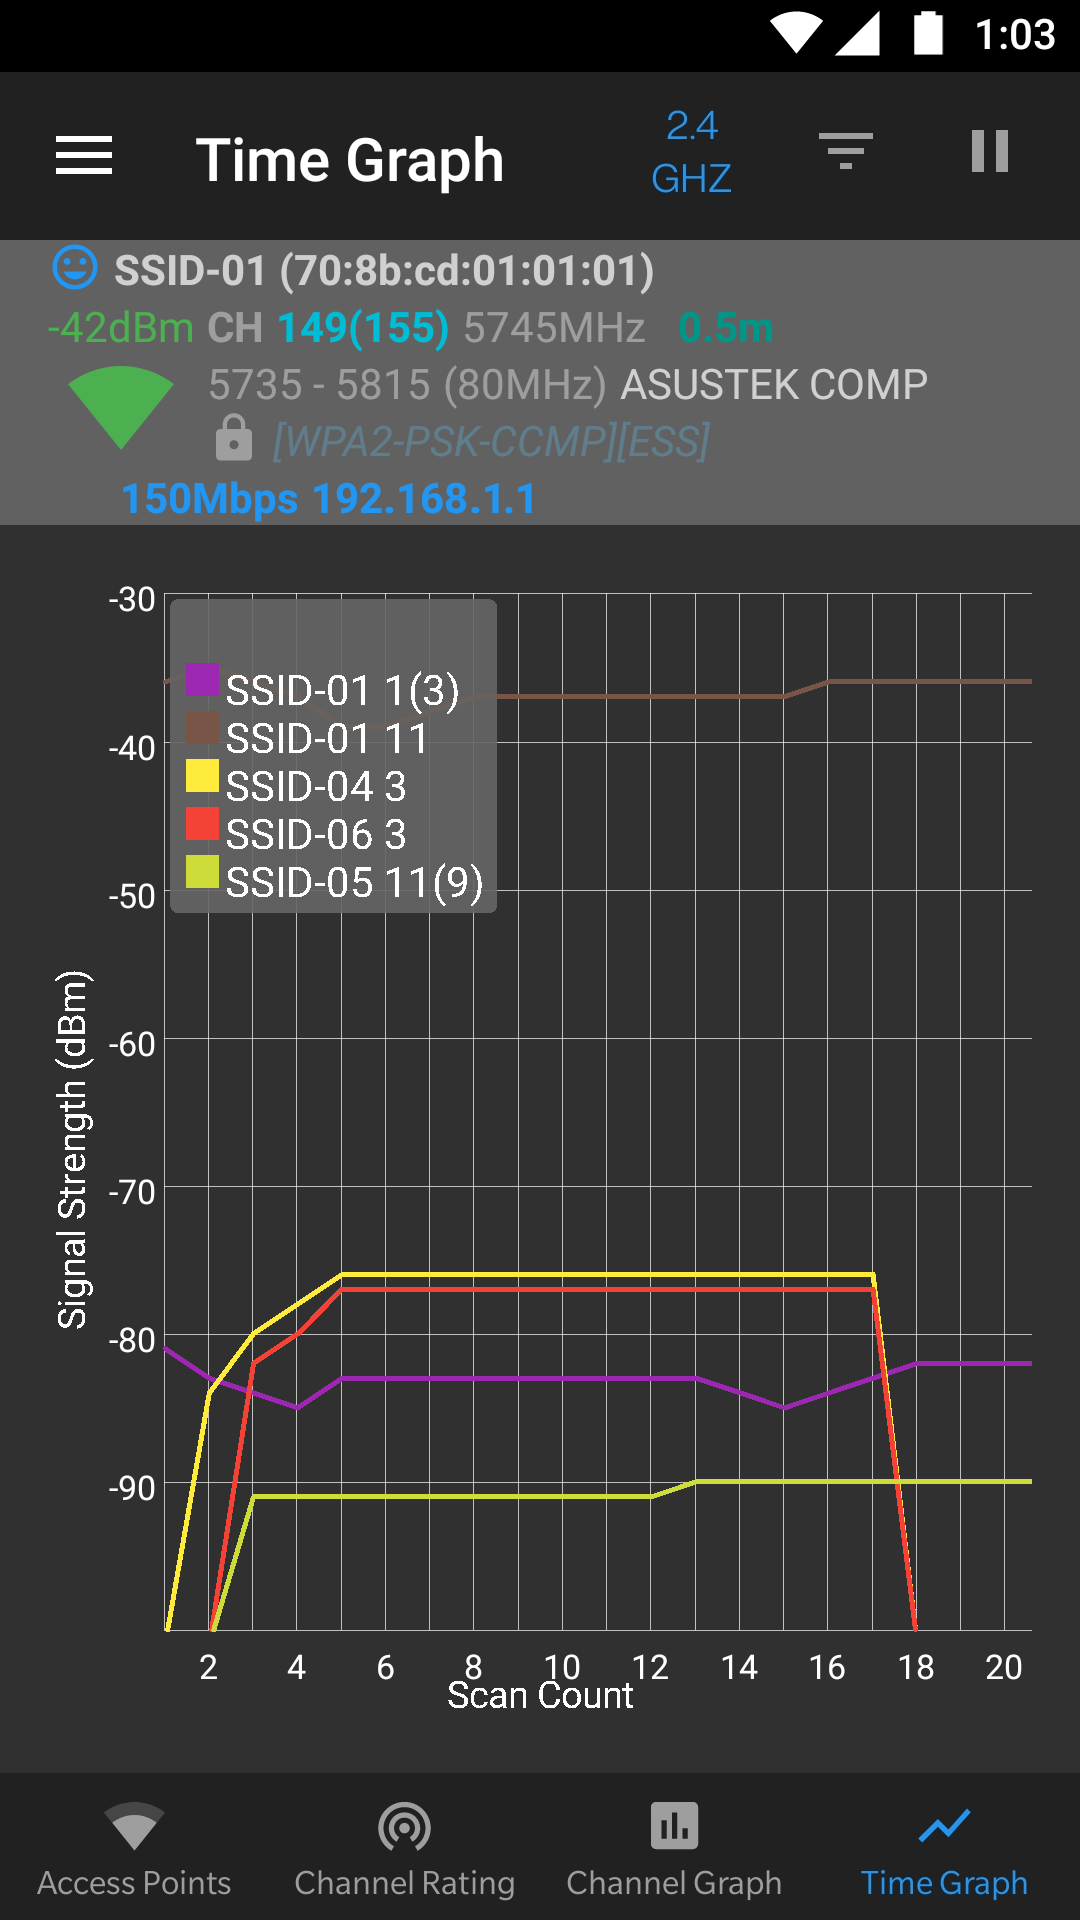 1:03
Time Graph
2.4
GHZ
SSID-01 (70:8b:cd:01:01:01)
-42dBm CH 149(155) 5745MHz 0.5m
5735 - 5815 (80MHz) ASUSTEK COMP
[WPA2-PSK-CCMP][ESS]
150Mbps 192.168.1.1
-30
SSID-01 1(3)
SSID-01 11
-40
SSID-04 3
SSID-06 3
SSID-05 11(9)
-50
-60
-70
-80
-90
Signal Strength (dBm)
2 4 6 8 10 12 14 16 18 20
Scan Count
Access Points
Channel Rating
Channel Graph
Time Graph